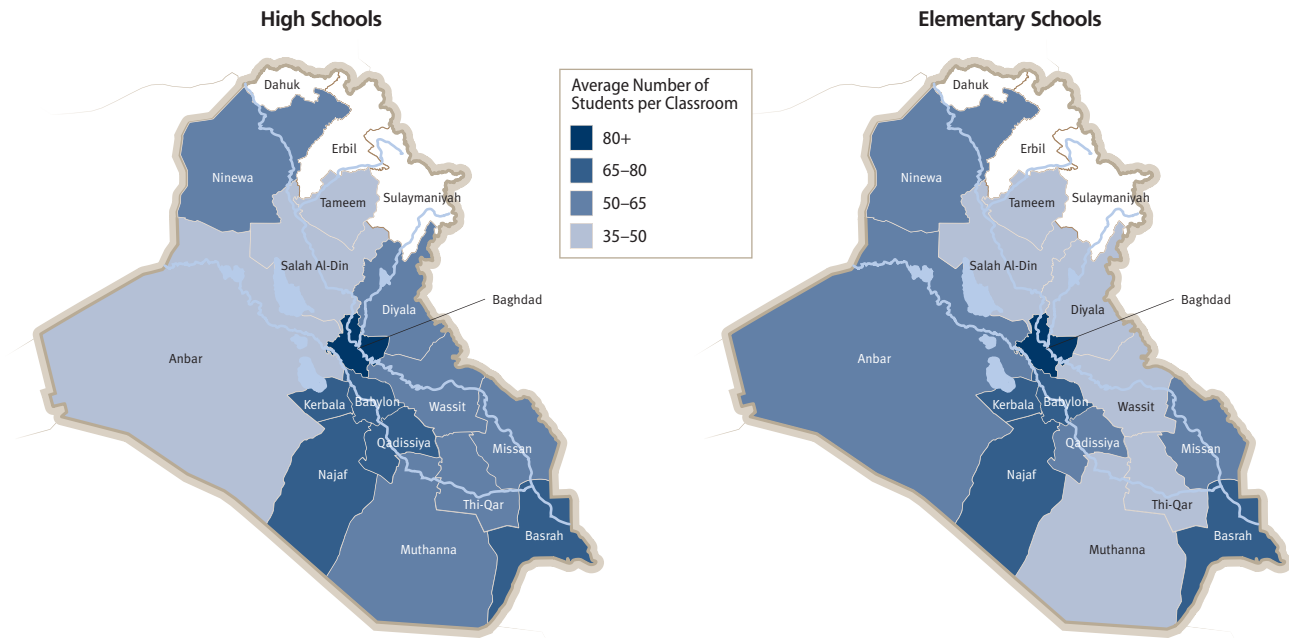 High Schools
Elementary Schools
Average Number of
Students per Classroom
80+
65–80
50–65
35–50
Dahuk
Erbil
Ninewa
Tameem
Sulaymaniyah
Salah Al-Din
Diyala
Baghdad
Anbar
Kerbala
Babylon
Wassit
Qadissiya
Missan
Najaf
Thi-Qar
Basrah
Muthanna
Dahuk
Erbil
Ninewa
Tameem
Sulaymaniyah
Salah Al-Din
Diyala
Baghdad
Anbar
Kerbala
Babylon
Wassit
Qadissiya
Missan
Najaf
Thi-Qar
Basrah
Muthanna